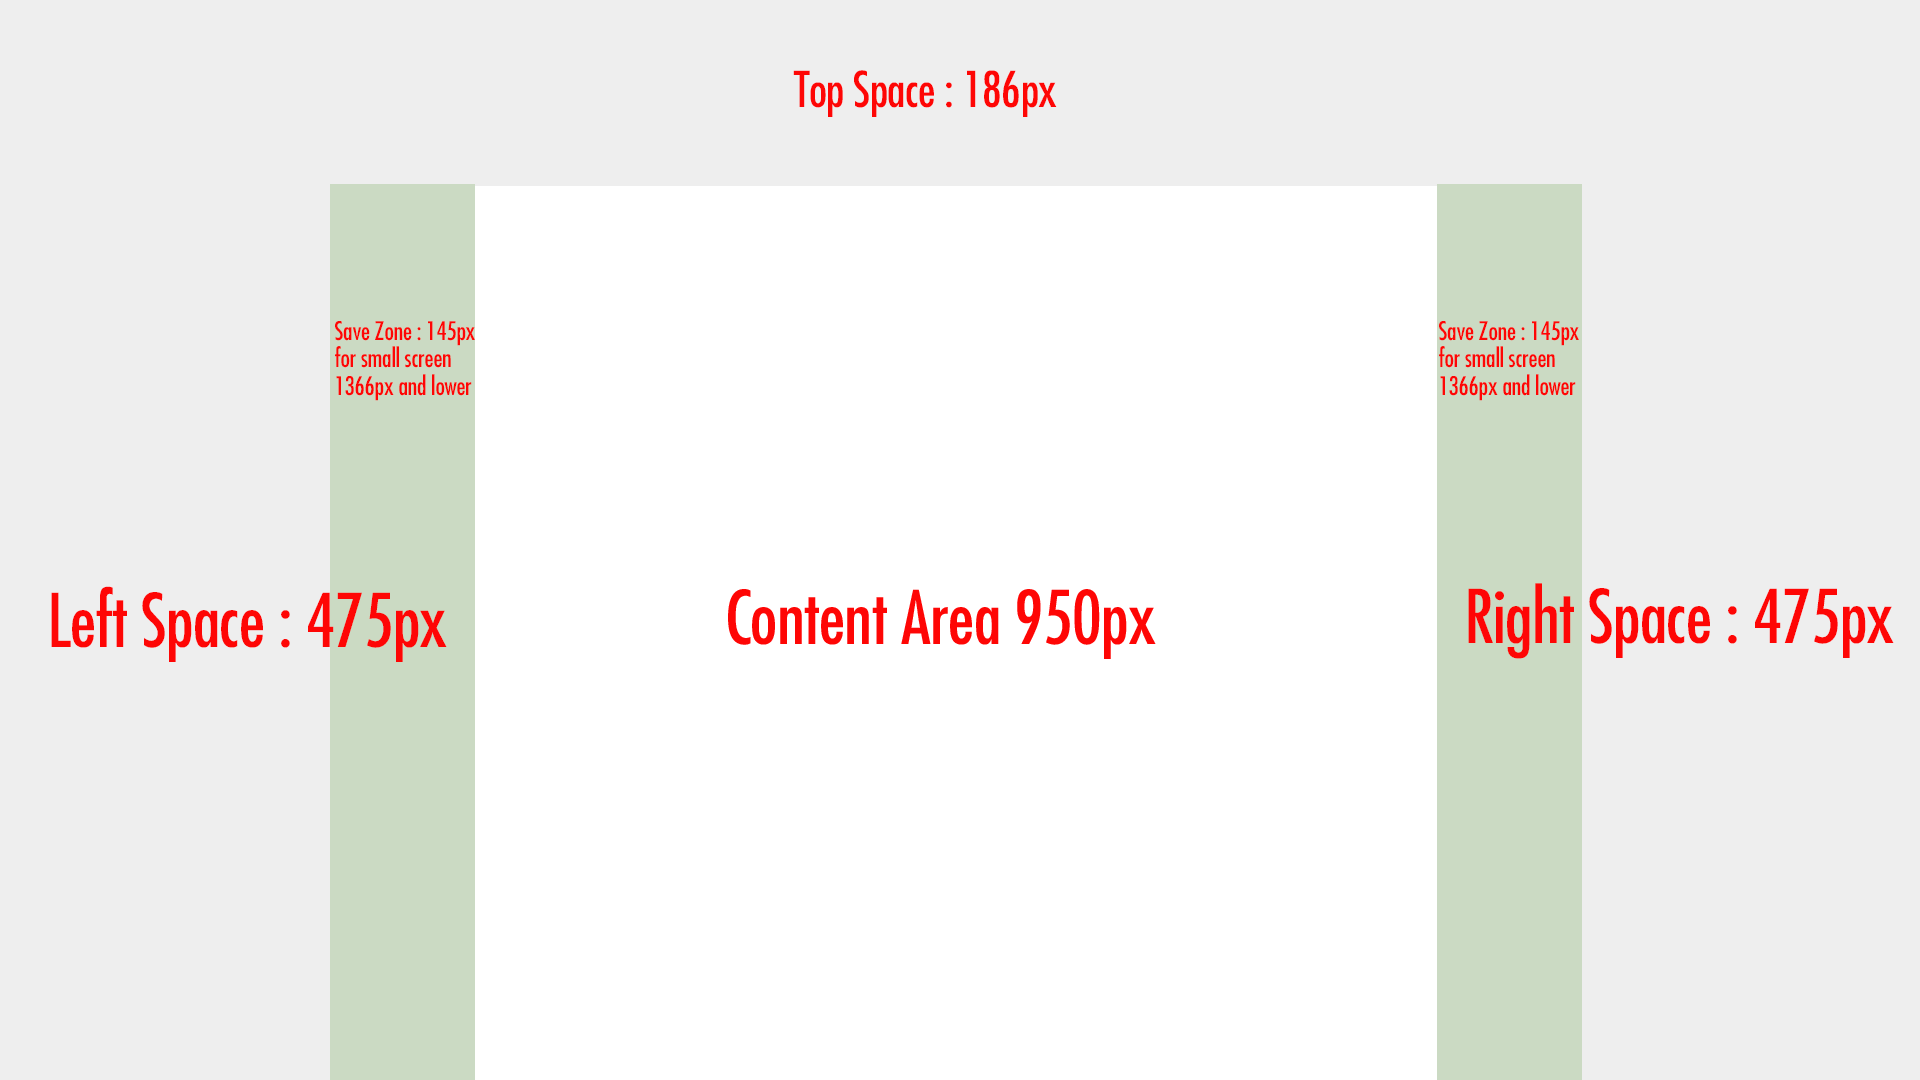 Top Space : 186px
Save Zone : 145px
for small screen
1366px and lower
Save Zone : 145px
for small screen
1366px and lower
Left Space : 475px
Content Area 950px
Right Space : 475px